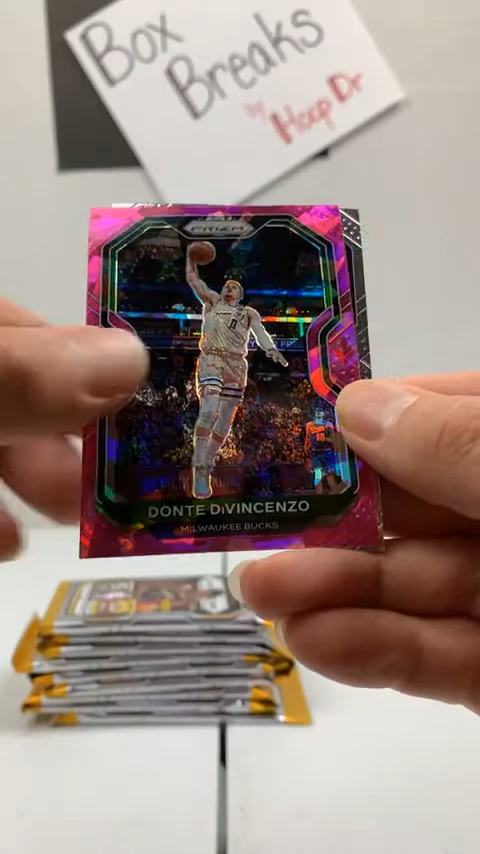 Box
Breaks
by Hoop Dr
PRIZM
DONTE DiVINCENZO
MILWAUKEE BUCKS